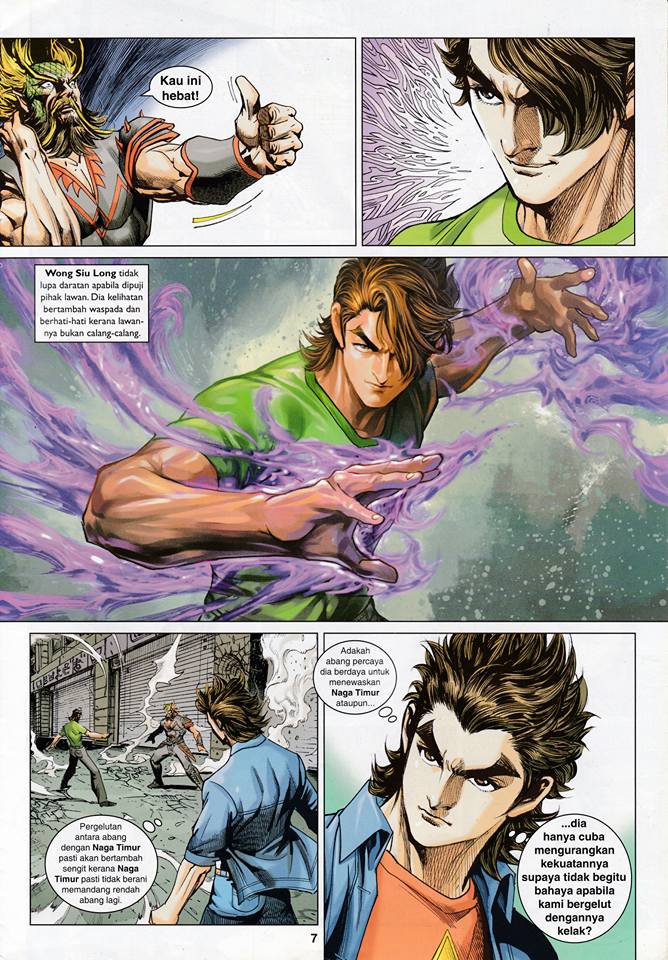 Kau ini
hebat!
Wong Siu Long tidak
lupa daratan apabila dipuji
pihak lawan. Dia kelihatan
bertambah waspada dan
berhati-hati kerana lawan-
nya bukan calang-calang.
Pergelutan
antara abang
dengan Naga Timur
pasti akan bertambah
sengit kerana Naga
Timur pasti tidak berani
memandang rendah
abang lagi.
Adakah
abang percaya
dia berdaya untuk
menewaskan
Naga Timur
ataupun...
...dia
hanya cuba
mengurangkan
kekuatannya
supaya tidak begitu
bahaya apabila
kami bergelut
dengannya
kelak?
7